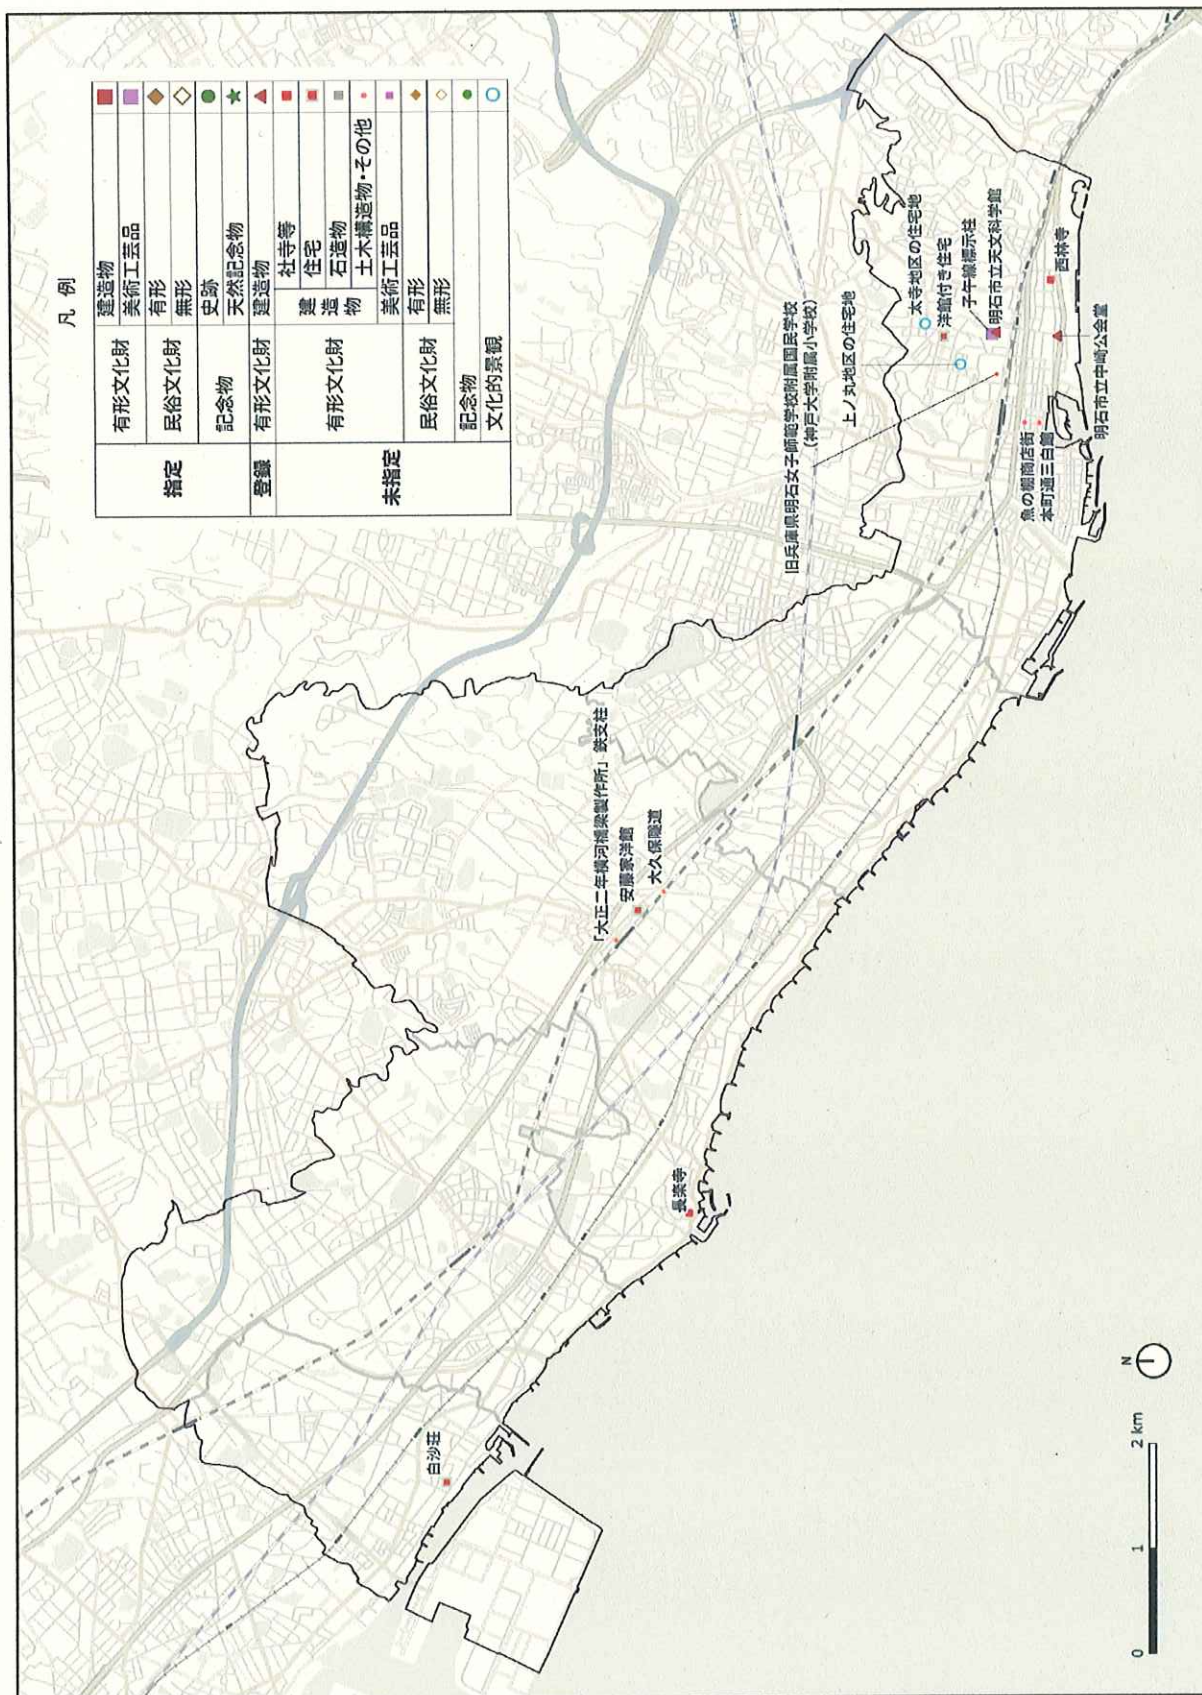 凡 例
指定
有形文化財
建造物
美術工芸品
民俗文化財
有形
無形
記念物
史跡
天然記念物
登録
有形文化財
建造物
未指定
有形文化財
建造物
社寺等
住宅
石造物
土木構造物・その他
美術工芸品
民俗文化財
有形
無形
記念物
文化的景観
旧兵庫県明石女子師範学校附属国民学校
(神戸大学附属小学校)
上ノ丸地区の住宅地
太寺地区の住宅地
洋館付き住宅
子午線標示柱
明石市立天文科学館
西林寺
魚の棚商店街
本町通三白館
明石市立中崎公会堂
「大正二年横河橋梁製作所」鉄支柱
安藤家洋館
大久保隧道
長楽寺
白沙荘
0 1 2 km
N